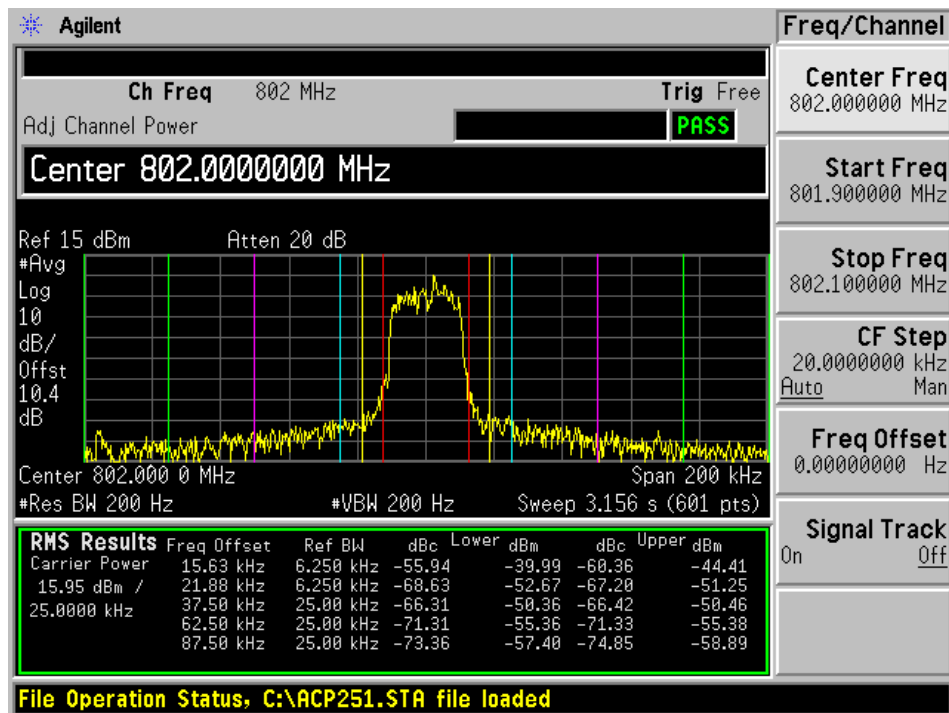 Agilent
Ch Freq 802 MHz Trig Free
Adj Channel Power PASS
Center 802.0000000 MHz
Ref 15 dBm Atten 20 dB
#Avg
Log
10
dB/
Offst
10.4
dB
Center 802.000 0 MHz Span 200 kHz
#Res BW 200 Hz #VBW 200 Hz Sweep 3.156 s (601 pts)
RMS Results Freq Offset Ref BW dBc Lower dBm dBc Upper dBm
Carrier Power 15.63 kHz 6.250 kHz -55.94 -39.99 -60.36 -44.41
15.95 dBm / 21.88 kHz 6.250 kHz -68.63 -52.67 -67.20 -51.25
25.0000 kHz 37.50 kHz 25.00 kHz -66.31 -50.36 -66.42 -50.46
62.50 kHz 25.00 kHz -71.31 -55.36 -71.33 -55.38
87.50 kHz 25.00 kHz -73.36 -57.40 -74.85 -58.89
File Operation Status, C:\ACP251.STA file loaded
Freq/Channel
Center Freq
802.000000 MHz
Start Freq
801.900000 MHz
Stop Freq
802.100000 MHz
CF Step
20.0000000 kHz
Auto Man
Freq Offset
0.00000000 Hz
Signal Track
On Off